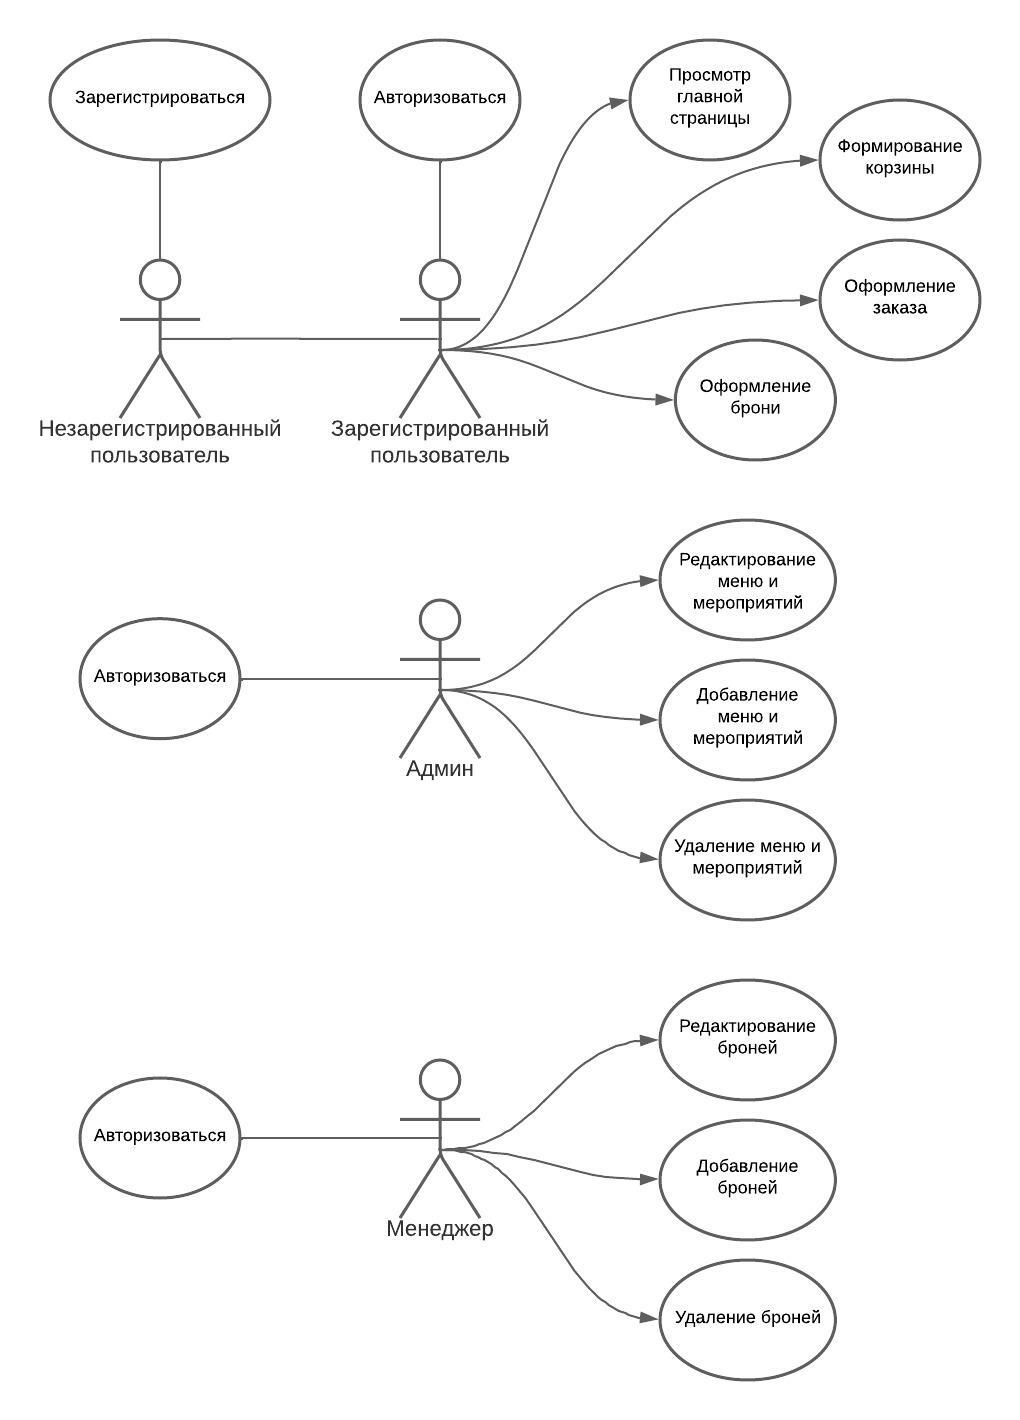 Зарегистрироваться
Авторизоваться
Просмотр
главной
страницы
Формирование
корзины
Оформление
заказа
Оформление
брони
Незарегистрированный
пользователь
Зарегистрированный
пользователь
Редактирование
меню и
мероприятий
Авторизоваться
Добавление
меню и
мероприятий
Админ
Удаление меню и
мероприятий
Редактирование
броней
Авторизоваться
Добавление
броней
Менеджер
Удаление броней